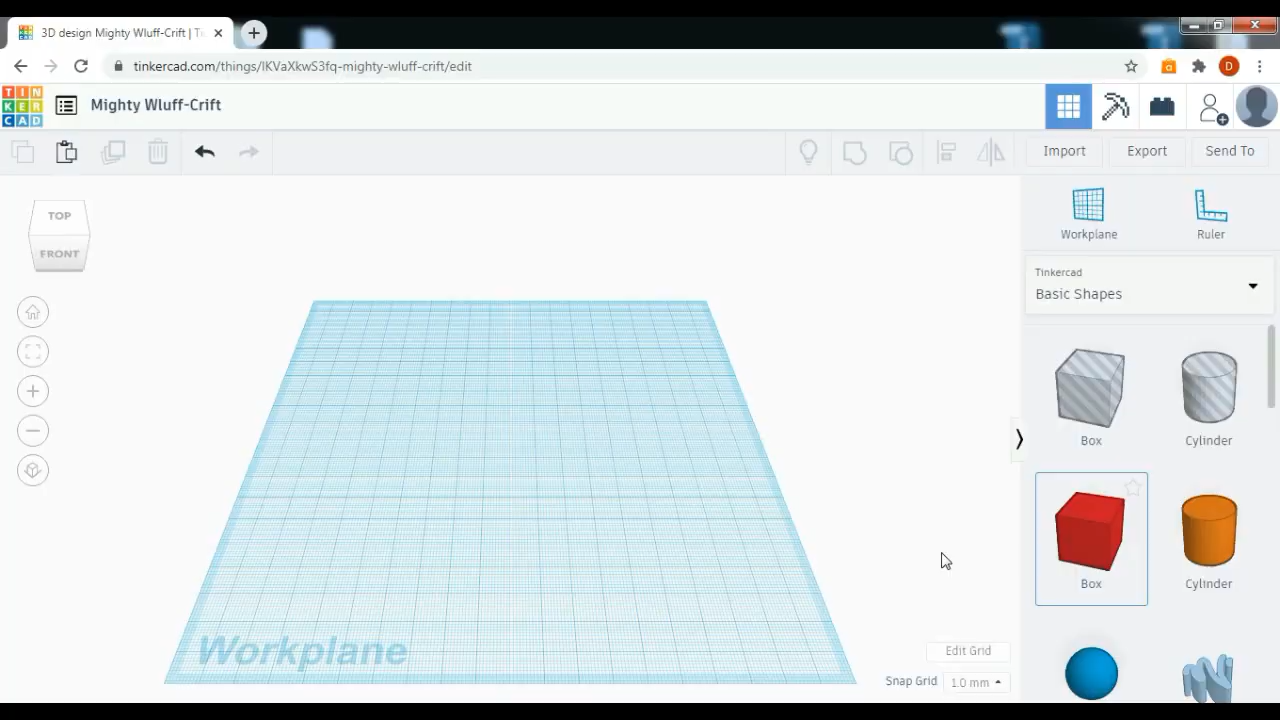 3D design Mighty Wluff-Crift | Ti
tinkercad.com/things/lKVaXkwS3fq-mighty-wluff-crift/edit
D
TIN
KER
CAD
Mighty Wluff-Crift
Import
Export
Send To
TOP
FRONT
Workplane
Ruler
Tinkercad
Basic Shapes
Box
Cylinder
Box
Cylinder
Workplane
Edit Grid
Snap Grid
1.0 mm